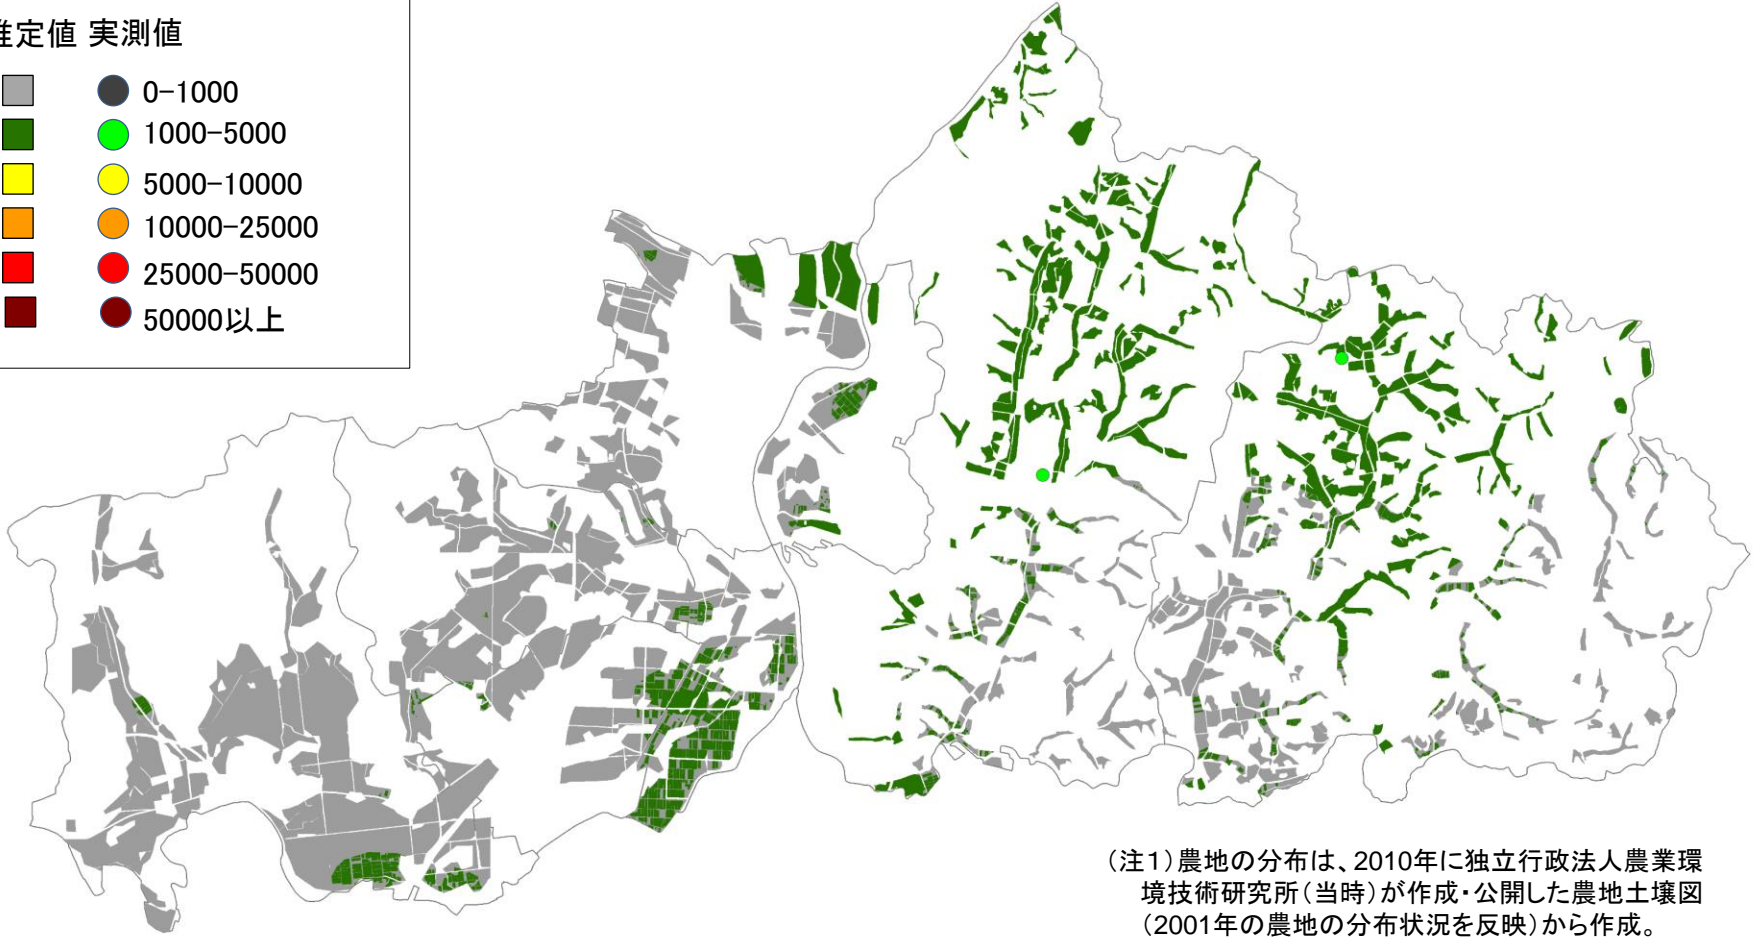 定値 実測値
0-1000
1000-5000
5000-10000
10000-25000
25000-50000
50000以上
(注1)農地の分布は、2010年に独立行政法人農業環
境技術研究所(当時)が作成・公開した農地土壌図
(2001年の農地の分布状況を反映)から作成。